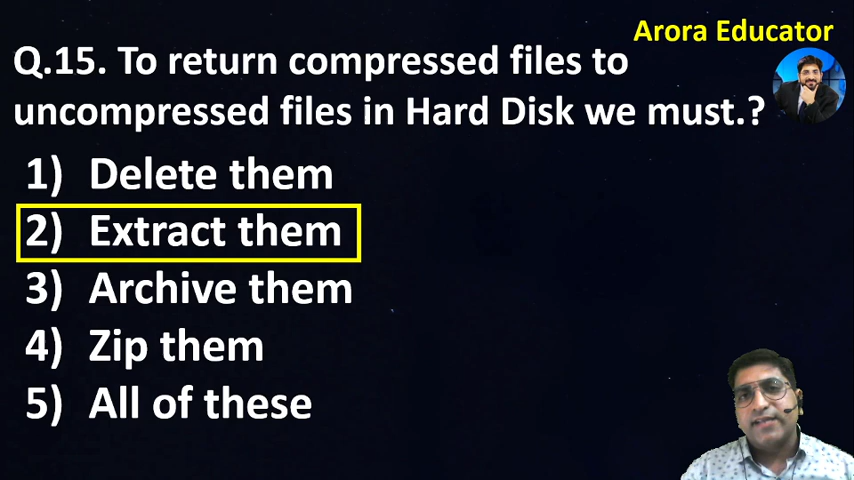 Arora Educator
Q.15. To return compressed files to
uncompressed files in Hard Disk we must.?
1) Delete them
2) Extract them
3) Archive them
4) Zip them
5) All of these